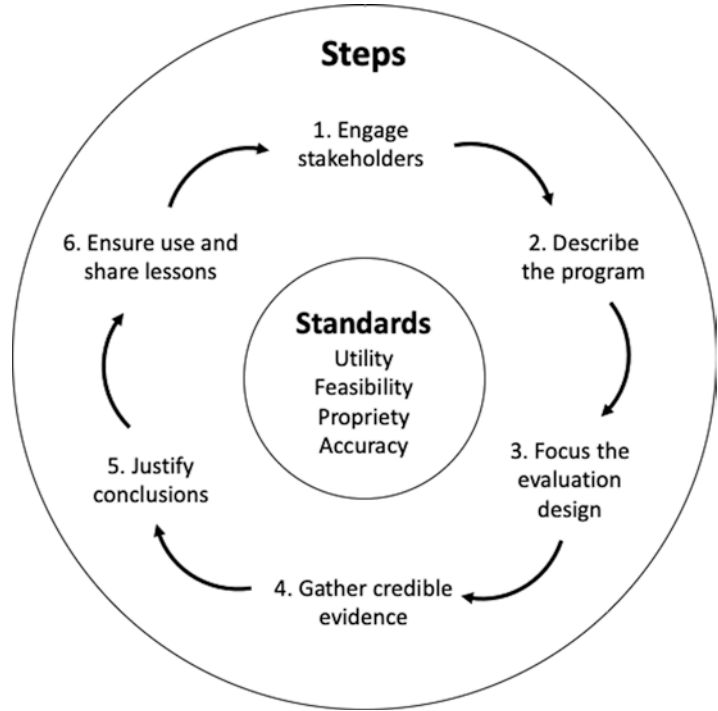 Steps
1. Engage
stakeholders
2. Describe
the program
3. Focus the
evaluation
design
4. Gather credible
evidence
5. Justify
conclusions
6. Ensure use and
share lessons
Standards
Utility
Feasibility
Propriety
Accuracy